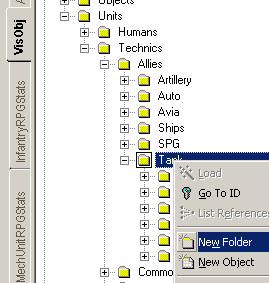 Objects
Units
Humans
Technics
Allies
Artillery
Auto
Avia
Ships
SPG
Load
Go To ID
List References
New Folder
New Object
Commo
VisObj
InfantryRPGStats
MechUnitRPGStats